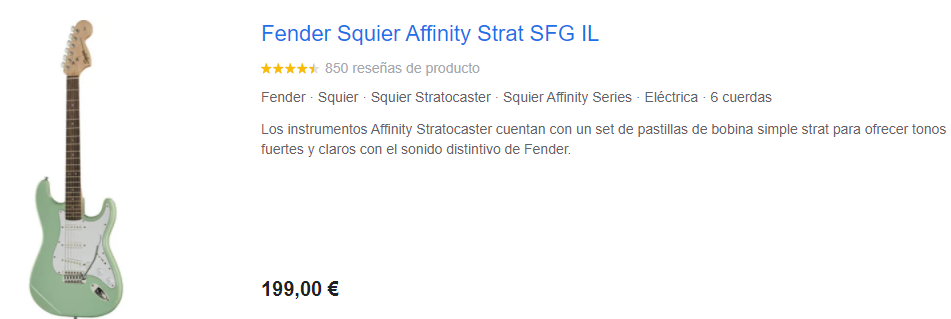 Fender Squier Affinity Strat SFG IL
850 reseñas de producto
Fender · Squier · Squier Stratocaster · Squier Affinity Series · Eléctrica · 6 cuerdas
Los instrumentos Affinity Stratocaster cuentan con un set de pastillas de bobina simple strat para ofrecer tonos
fuertes y claros con el sonido distintivo de Fender.
199,00 €